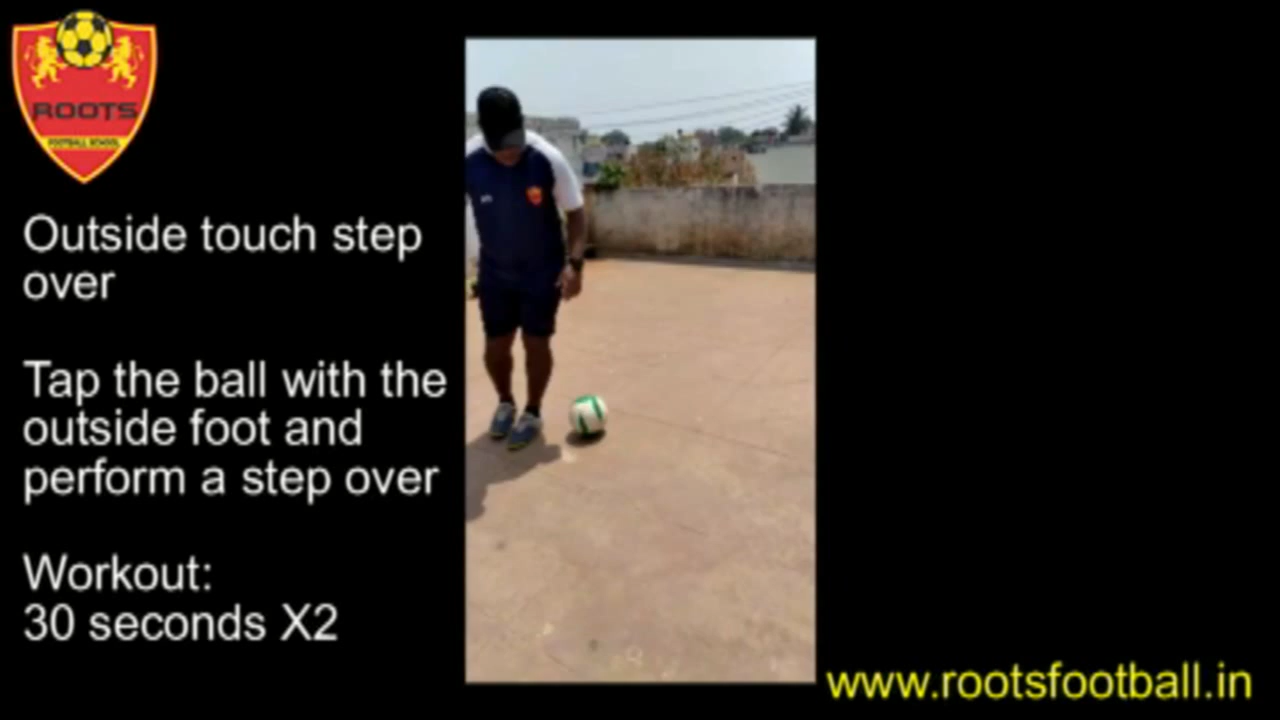 ROOTS
FOOTBALL SCHOOL
Outside touch step
over
Tap the ball with the
outside foot and
perform a step over
Workout:
30 seconds X2
www.rootsfootball.in